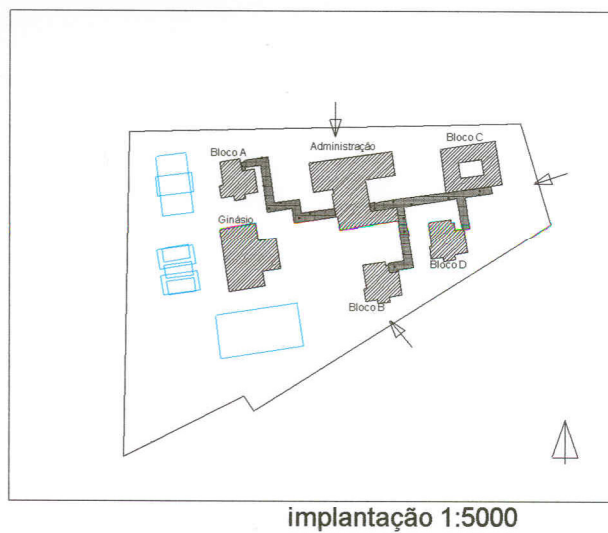 Bloco A
Administração
Bloco C
Ginásio
Bloco D
Bloco B
implantação 1:5000